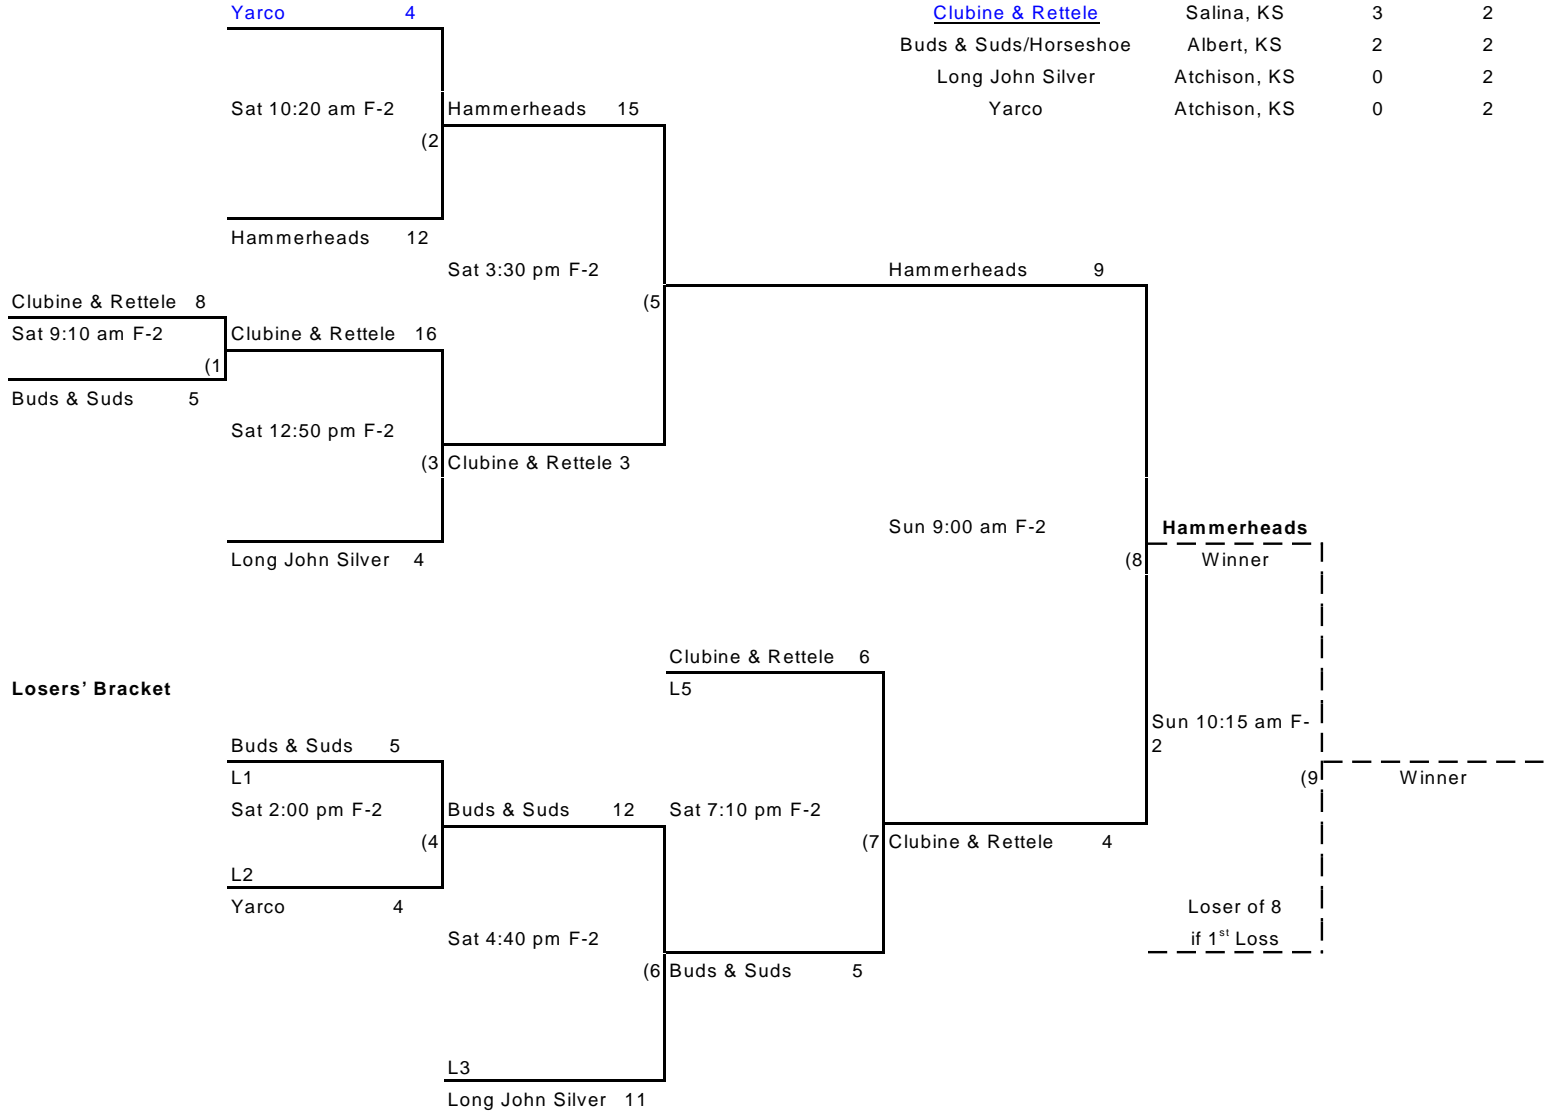 Yarco 4 Clubine & Rettele Salina, KS 3 2
Buds & Suds/Horseshoe Albert, KS 2 2
Long John Silver Atchison, KS 0 2
Sat 10:20 am F-2 Hammerheads 15 Yarco Atchison, KS 0 2
(2
Hammerheads 12
Sat 3:30 pm F-2 Hammerheads 9
Clubine & Rettele 8 (5
Sat 9:10 am F-2 Clubine & Rettele 16
(1
Buds & Suds 5
Sat 12:50 pm F-2
(3 Clubine & Rettele 3
Sun 9:00 am F-2 Hammerheads
Long John Silver 4 (8 Winner
Clubine & Rettele 6
Losers’ Bracket L5
Sun 10:15 am F-
Buds & Suds 5 2
L1 (9 Winner
Sat 2:00 pm F-2 Buds & Suds 12 Sat 7:10 pm F-2
(4 (7 Clubine & Rettele 4
L2
Yarco 4 Loser of 8
Sat 4:40 pm F-2 if 1st Loss
(6 Buds & Suds 5
L3
Long John Silver 11